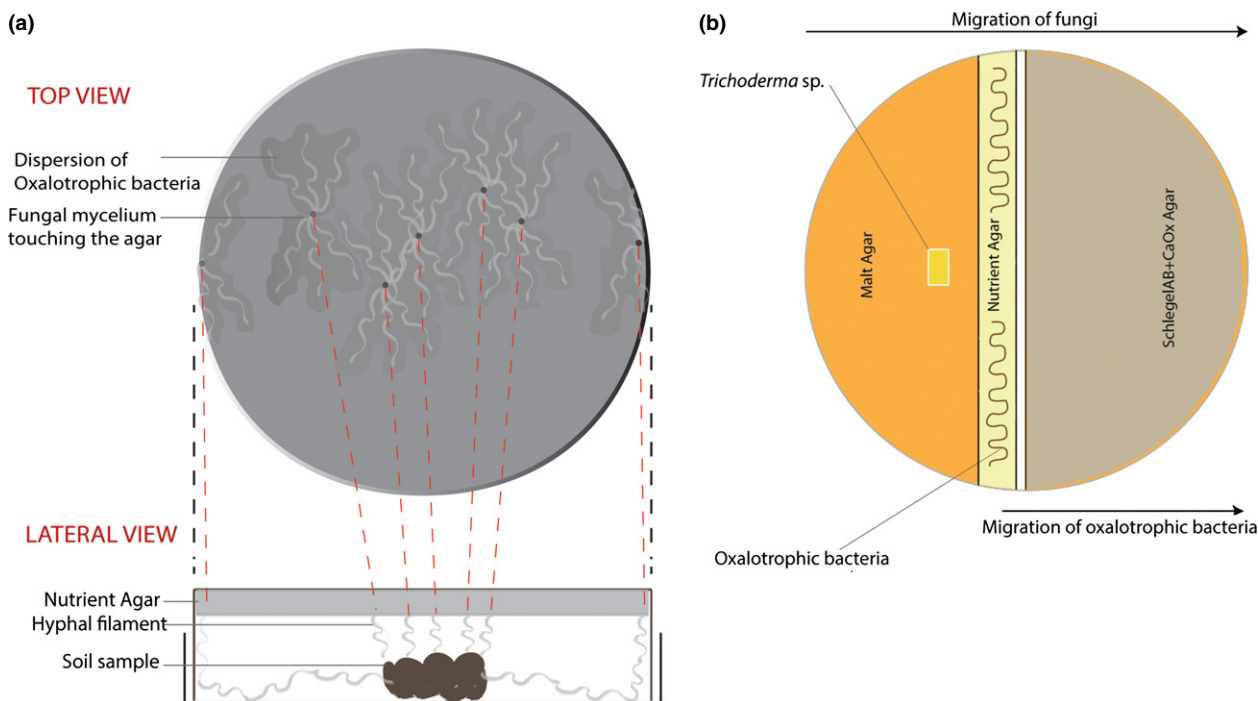 (a)
TOP VIEW
Dispersion of
Oxalotrophic bacteria
Fungal mycelium
touching the agar
LATERAL VIEW
Nutrient Agar
Hyphal filament
Soil sample
(b)
Migration of fungi
Trichoderma sp.
Malt Agar
Nutrient Agar
SchlegelAB+CaOx Agar
Migration of oxalotrophic bacteria
Oxalotrophic bacteria